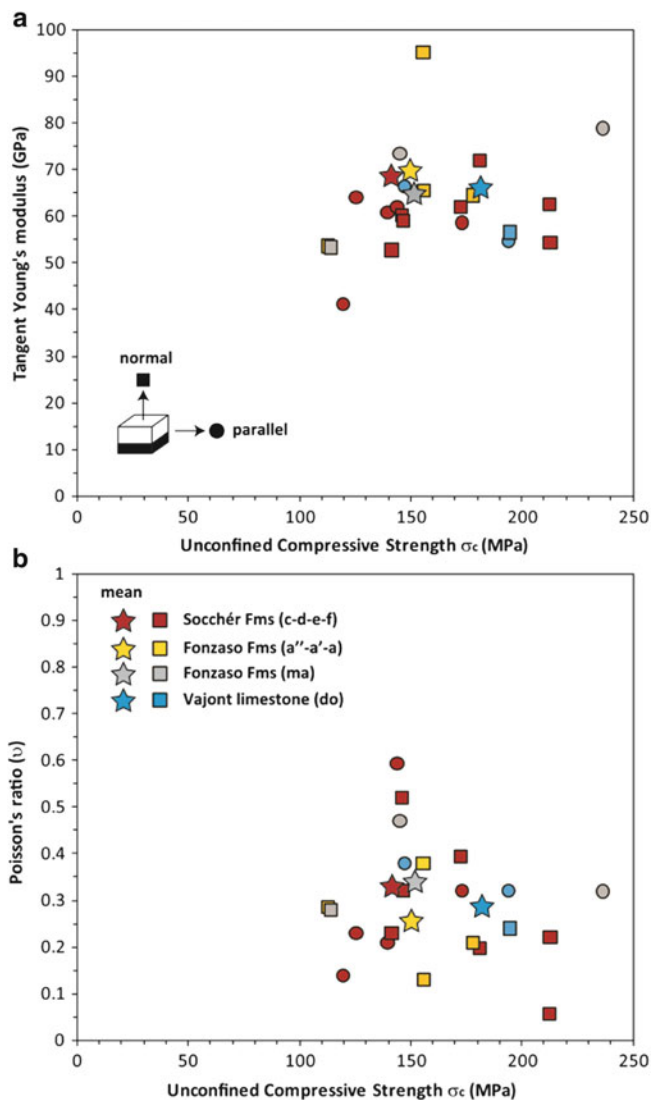 a
100
90
80
70
60
50
40
30
20
10
0
Tangent Young's modulus (GPa)
normal
parallel
0 50 100 150 200 250
Unconfined Compressive Strength σc (MPa)
b
1
0.9
0.8
0.7
0.6
0.5
0.4
0.3
0.2
0.1
0
Poisson's ratio (υ)
mean
Socchér Fms (c-d-e-f)
Fonzaso Fms (a''-a'-a)
Fonzaso Fms (ma)
Vajont limestone (do)
0 50 100 150 200 250
Unconfined Compressive Strength σc (MPa)